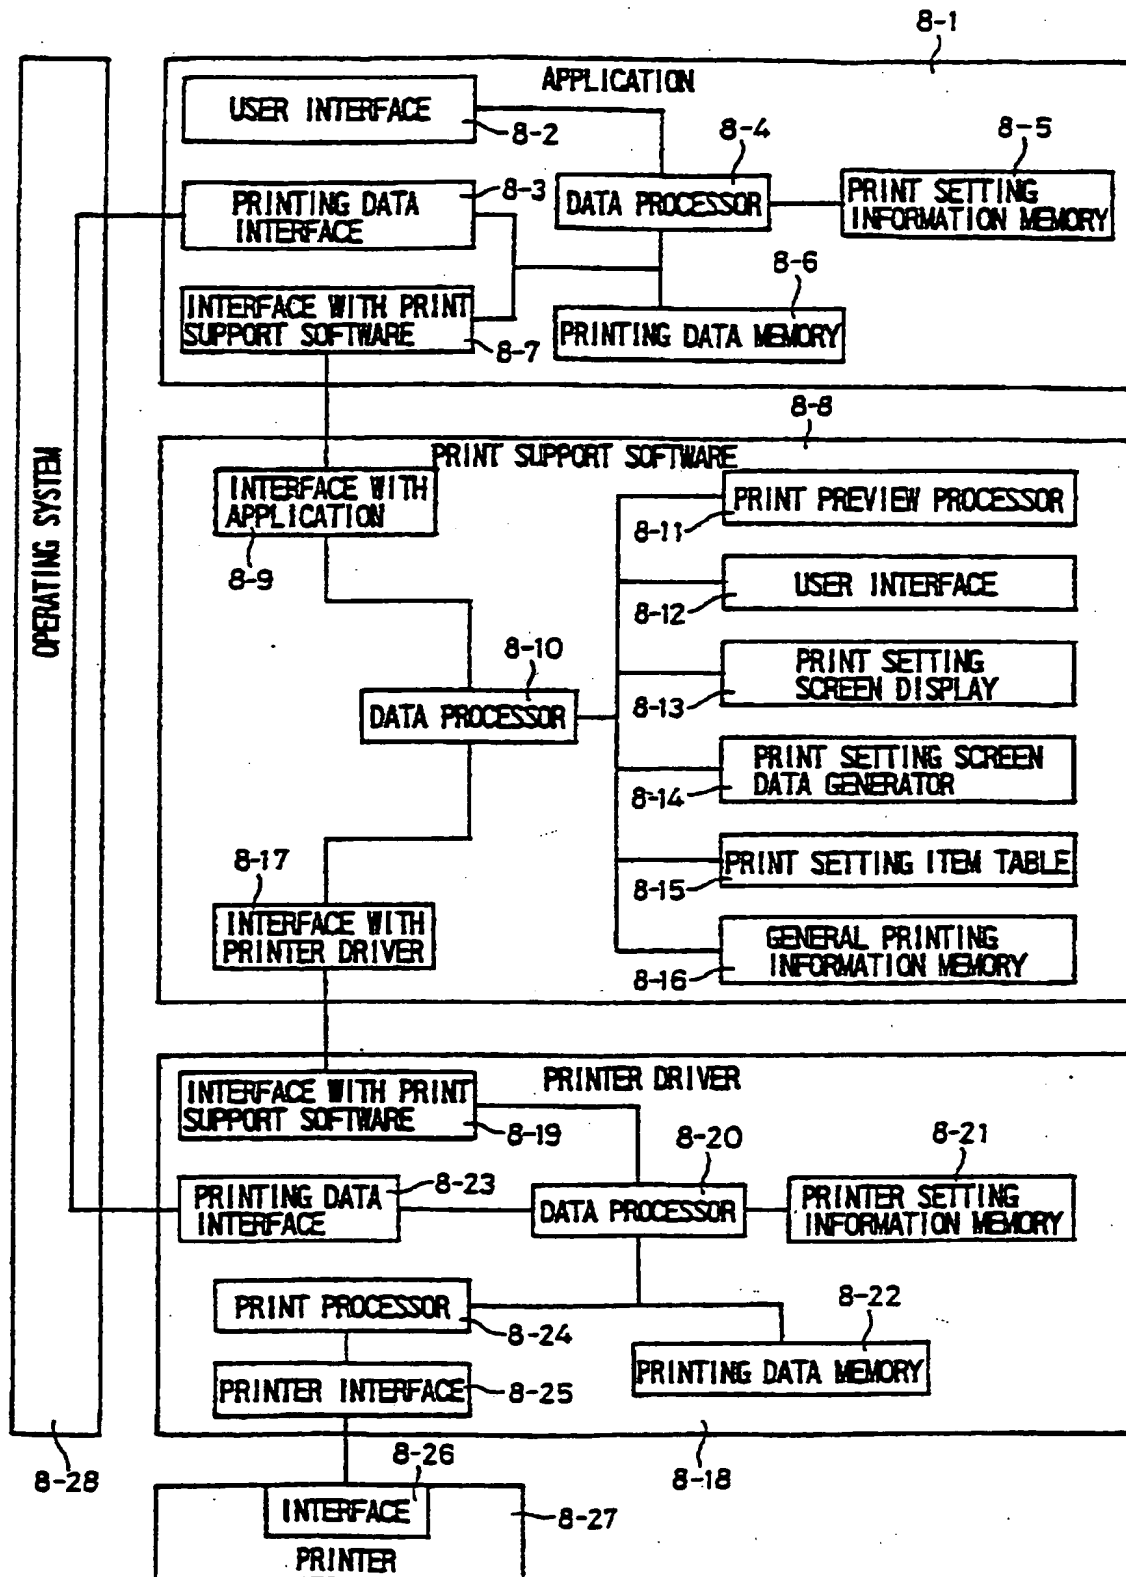 8-1
APPLICATION
USER INTERFACE
8-2
8-4
8-5
8-3
PRINTING DATA
INTERFACE
DATA PROCESSOR
PRINT SETTING
INFORMATION MEMORY
8-6
INTERFACE WITH PRINT
SUPPORT SOFTWARE
8-7
PRINTING DATA MEMORY
8-8
OPERATING SYSTEM
PRINT SUPPORT SOFTWARE
INTERFACE WITH
APPLICATION
8-9
PRINT PREVIEW PROCESSOR
8-11
USER INTERFACE
8-12
8-10
DATA PROCESSOR
PRINT SETTING
SCREEN DISPLAY
8-13
PRINT SETTING SCREEN
DATA GENERATOR
8-14
8-17
PRINT SETTING ITEM TABLE
8-15
INTERFACE WITH
PRINTER DRIVER
GENERAL PRINTING
INFORMATION MEMORY
8-16
PRINTER DRIVER
INTERFACE WITH PRINT
SUPPORT SOFTWARE
8-19
8-20
8-21
8-23
PRINTING DATA
INTERFACE
DATA PROCESSOR
PRINTER SETTING
INFORMATION MEMORY
PRINT PROCESSOR
8-24
8-22
PRINTING DATA MEMORY
PRINTER INTERFACE
8-25
8-26
8-28
8-18
INTERFACE
8-27
PRINTER